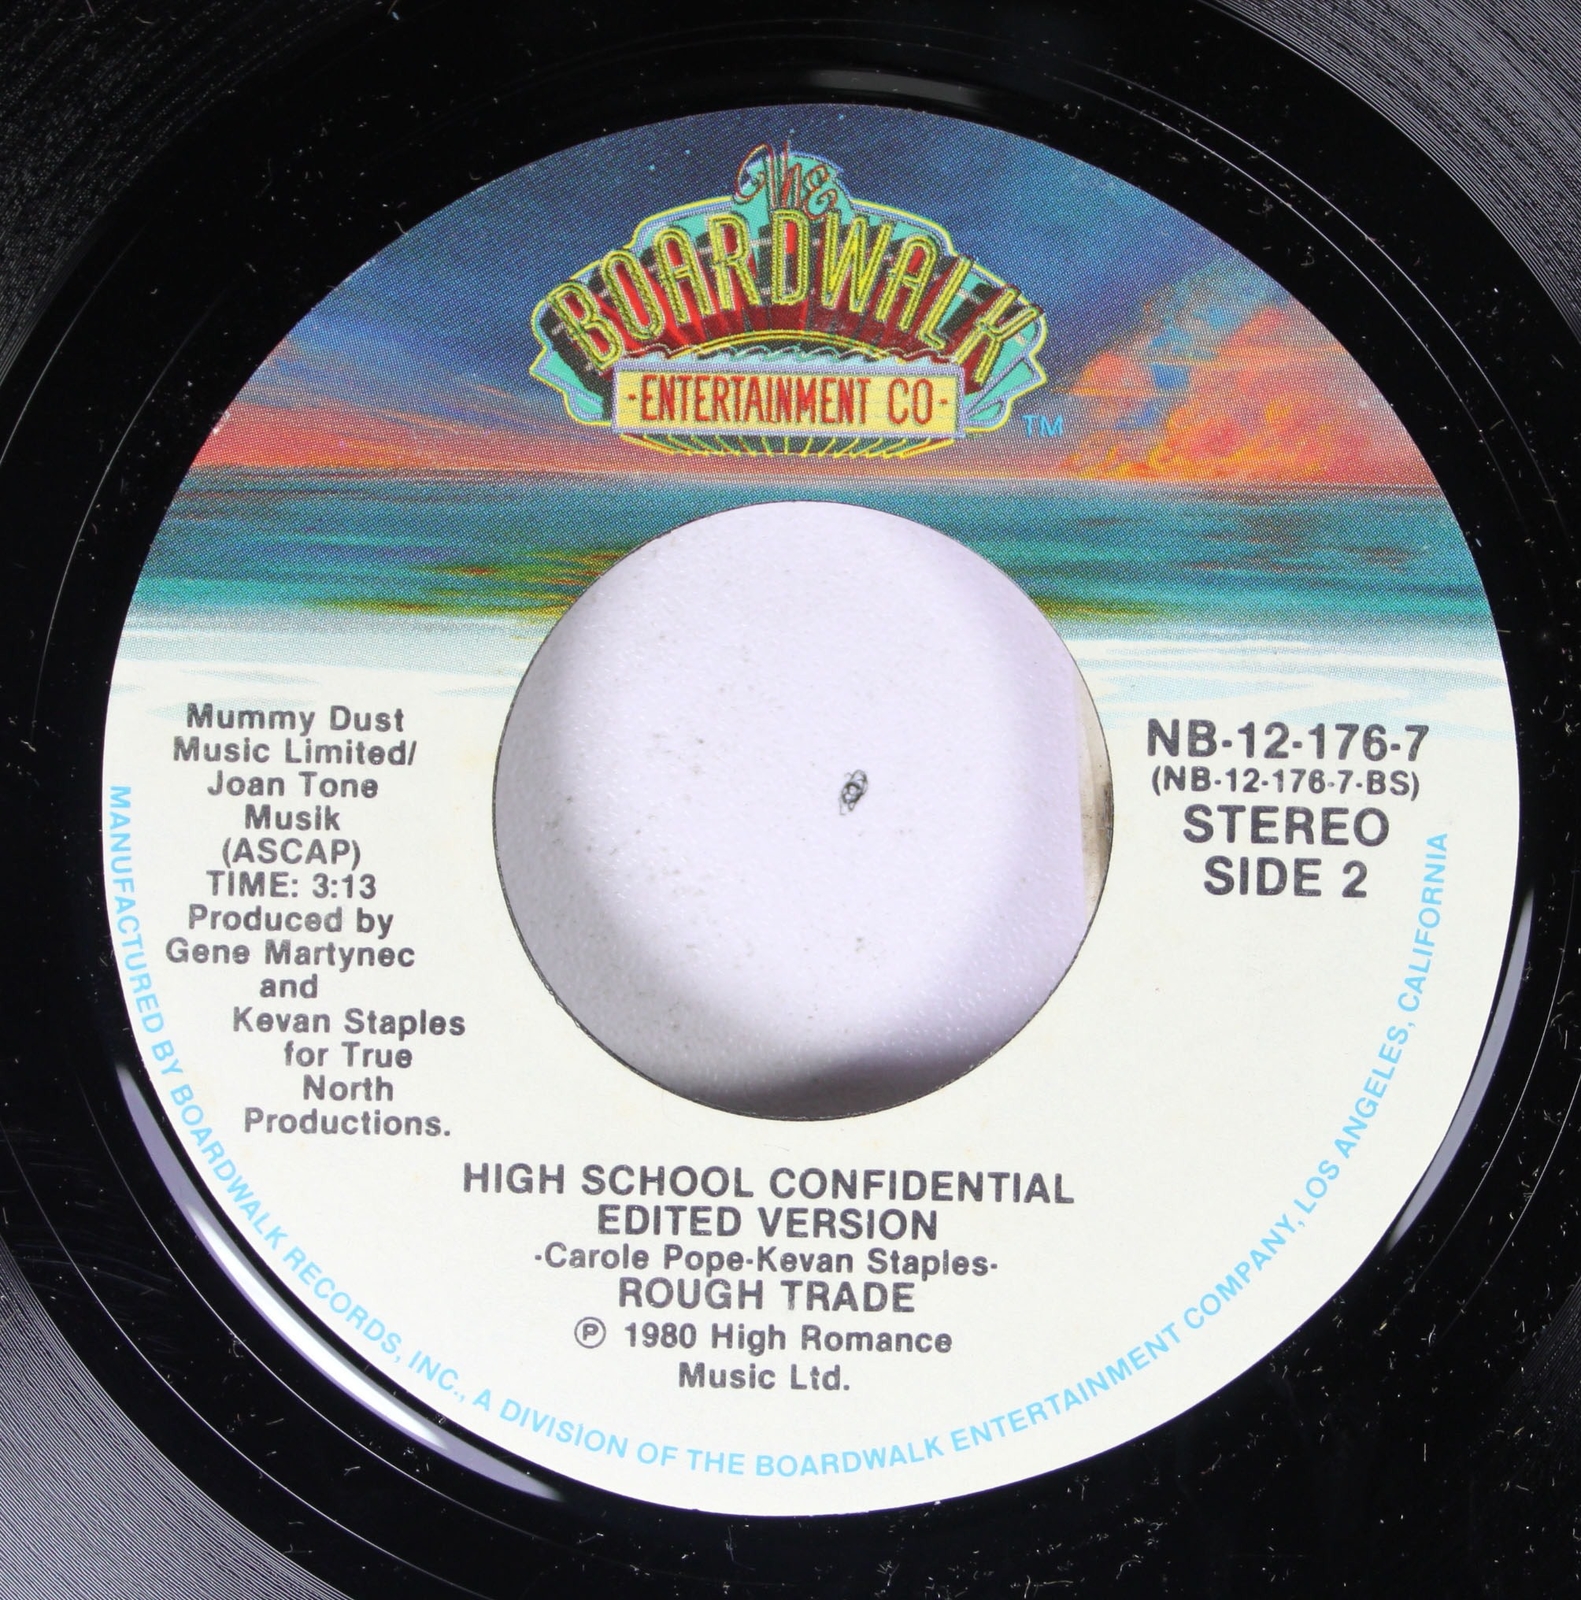 The
BOARDWALK
-ENTERTAINMENT CO-
TM
Mummy Dust
Music Limited/
Joan Tone
Musik
(ASCAP)
TIME: 3:13
Produced by
Gene Martynec
and
Kevan Staples
for True
North
Productions.
NB-12-176-7
(NB-12-176-7-BS)
STEREO
SIDE 2
HIGH SCHOOL CONFIDENTIAL
EDITED VERSION
-Carole Pope-Kevan Staples-
ROUGH TRADE
℗ 1980 High Romance
Music Ltd.
MANUFACTURED BY BOARDWALK RECORDS, INC., A DIVISION OF THE BOARDWALK ENTERTAINMENT COMPANY, LOS ANGELES, CALIFORNIA